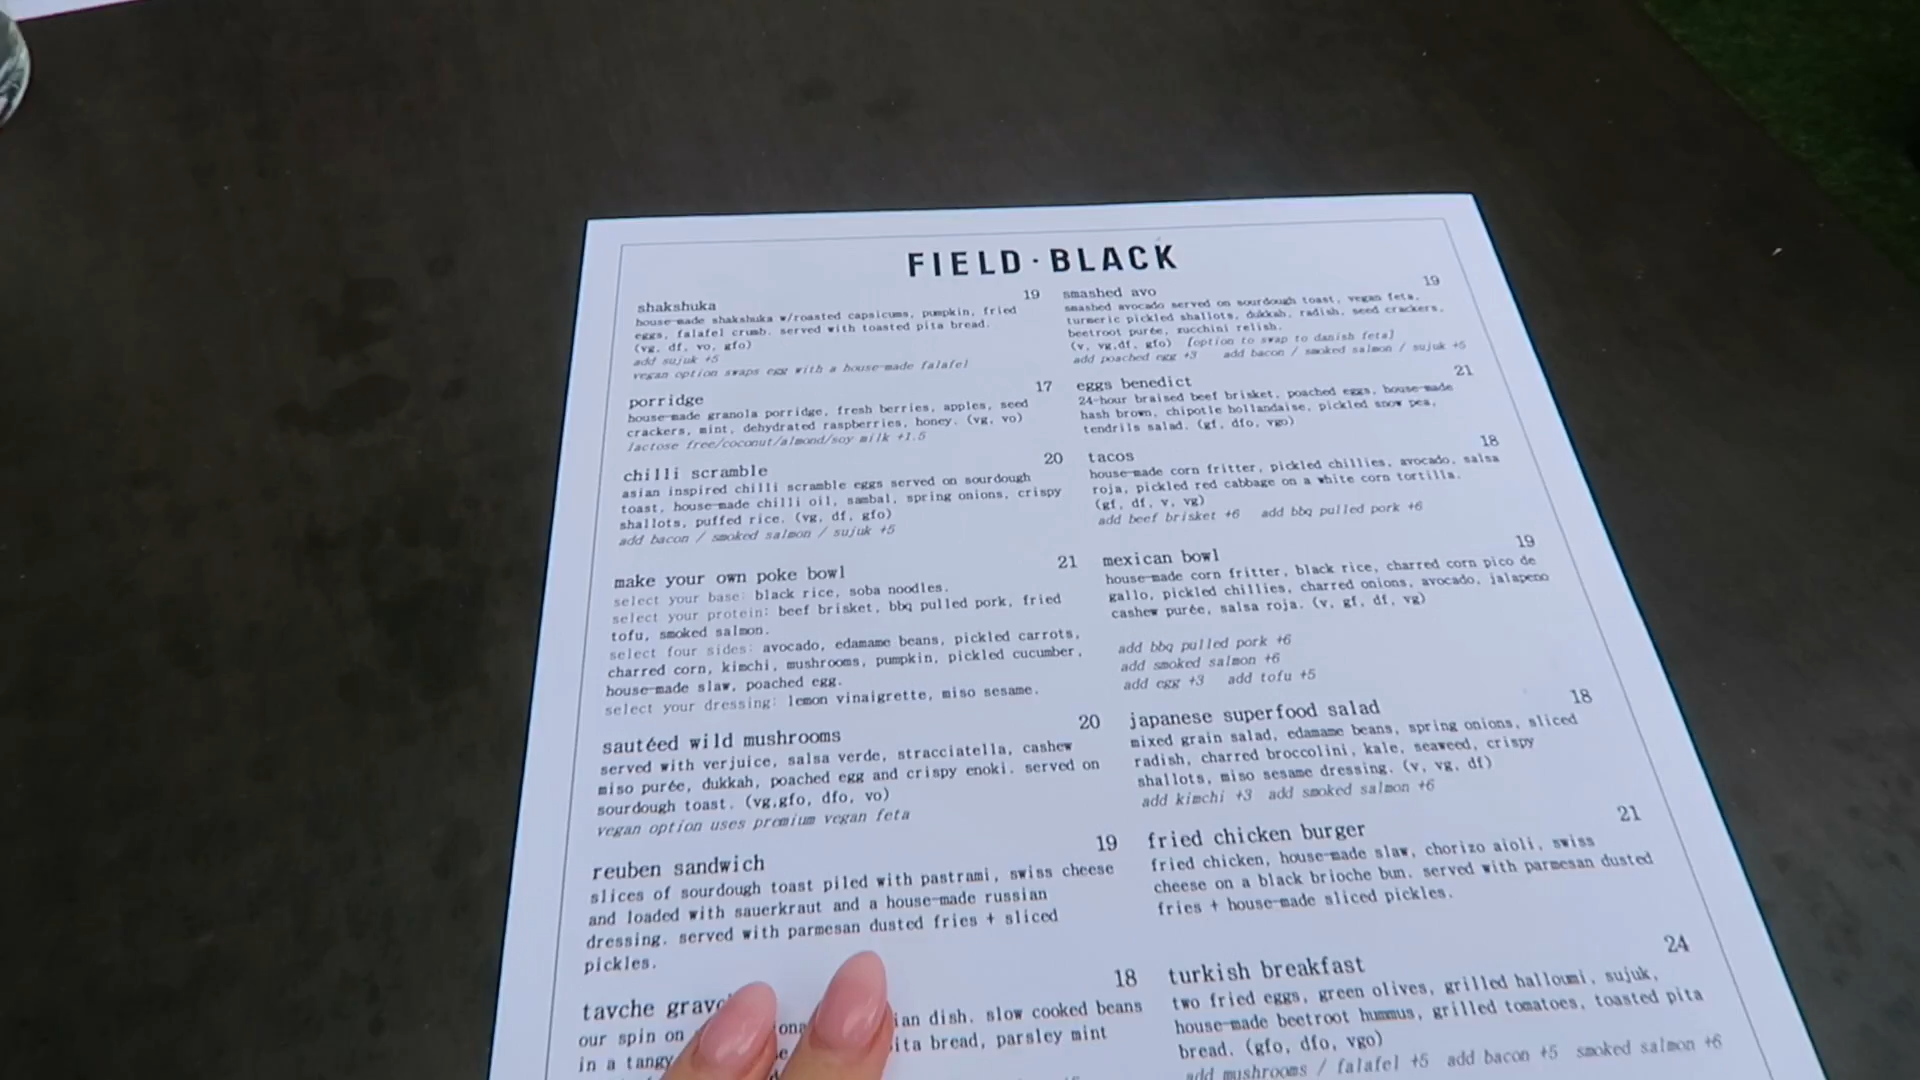 FIELD·BLACK
shakshuka 19
house-made shakshuka w/roasted capsicums, pumpkin, fried
eggs, falafel crumb. served with toasted pita bread.
(vg, df, vo, gfo)
add sujuk +5
vegan option swaps egg with a house-made falafel
porridge 17
house-made granola porridge, fresh berries, apples, seed
crackers, mint, dehydrated raspberries, honey. (vg, vo)
lactose free/coconut/almond/soy milk +1.5
chilli scramble 20
asian inspired chilli scramble eggs served on sourdough
toast, house-made chilli oil, sambal, spring onions, crispy
shallots, puffed rice. (vg, df, gfo)
add bacon / smoked salmon / sujuk +5
make your own poke bowl 21
select your base: black rice, soba noodles.
select your protein: beef brisket, bbq pulled pork, fried
tofu, smoked salmon.
select four sides: avocado, edamame beans, pickled carrots,
charred corn, kimchi, mushrooms, pumpkin, pickled cucumber,
house-made slaw, poached egg.
select your dressing: lemon vinaigrette, miso sesame.
sautéed wild mushrooms 20
served with verjuice, salsa verde, stracciatella, cashew
miso purée, dukkah, poached egg and crispy enoki. served on
sourdough toast. (vg,gfo, dfo, vo)
vegan option uses premium vegan feta
reuben sandwich 19
slices of sourdough toast piled with pastrami, swiss cheese
and loaded with sauerkraut and a house-made russian
dressing. served with parmesan dusted fries + sliced
pickles.
tavche 18
our spin on dish. slow cooked beans
in a tangy bread, parsley mint
smashed avo 19
smashed avocado served on sourdough toast, vegan feta,
turmeric pickled shallots, dukkah, radish, seed crackers,
beetroot purée, zucchini relish.
(v, vg,df, gfo) [option to swap to danish feta]
add poached egg +3 add bacon / smoked salmon / sujuk +5
eggs benedict 21
24-hour braised beef brisket, poached eggs, house-made
hash brown, chipotle hollandaise, pickled snow pea,
tendrils salad. (gf, dfo, vgo)
tacos 18
house-made corn fritter, pickled chillies, avocado, salsa
roja, pickled red cabbage on a white corn tortilla.
(gf, df, v, vg)
add beef brisket +6 add bbq pulled pork +6
mexican bowl 19
house-made corn fritter, black rice, charred corn pico de
gallo, pickled chillies, charred onions, avocado, jalapeno
cashew purée, salsa roja. (v, gf, df, vg)
add bbq pulled pork +6
add smoked salmon +6
add egg +3 add tofu +5
japanese superfood salad 18
mixed grain salad, edamame beans, spring onions, sliced
radish, charred broccolini, kale, seaweed, crispy
shallots, miso sesame dressing. (v, vg, df)
add kimchi +3 add smoked salmon +6
fried chicken burger 21
fried chicken, house-made slaw, chorizo aioli, swiss
cheese on a black brioche bun. served with parmesan dusted
fries + house-made sliced pickles.
turkish breakfast 24
two fried eggs, green olives, grilled halloumi, sujuk,
house-made beetroot hummus, grilled tomatoes, toasted pita
bread. (gfo, dfo, vgo)
add mushrooms / falafel +5 add bacon +5 smoked salmon +6